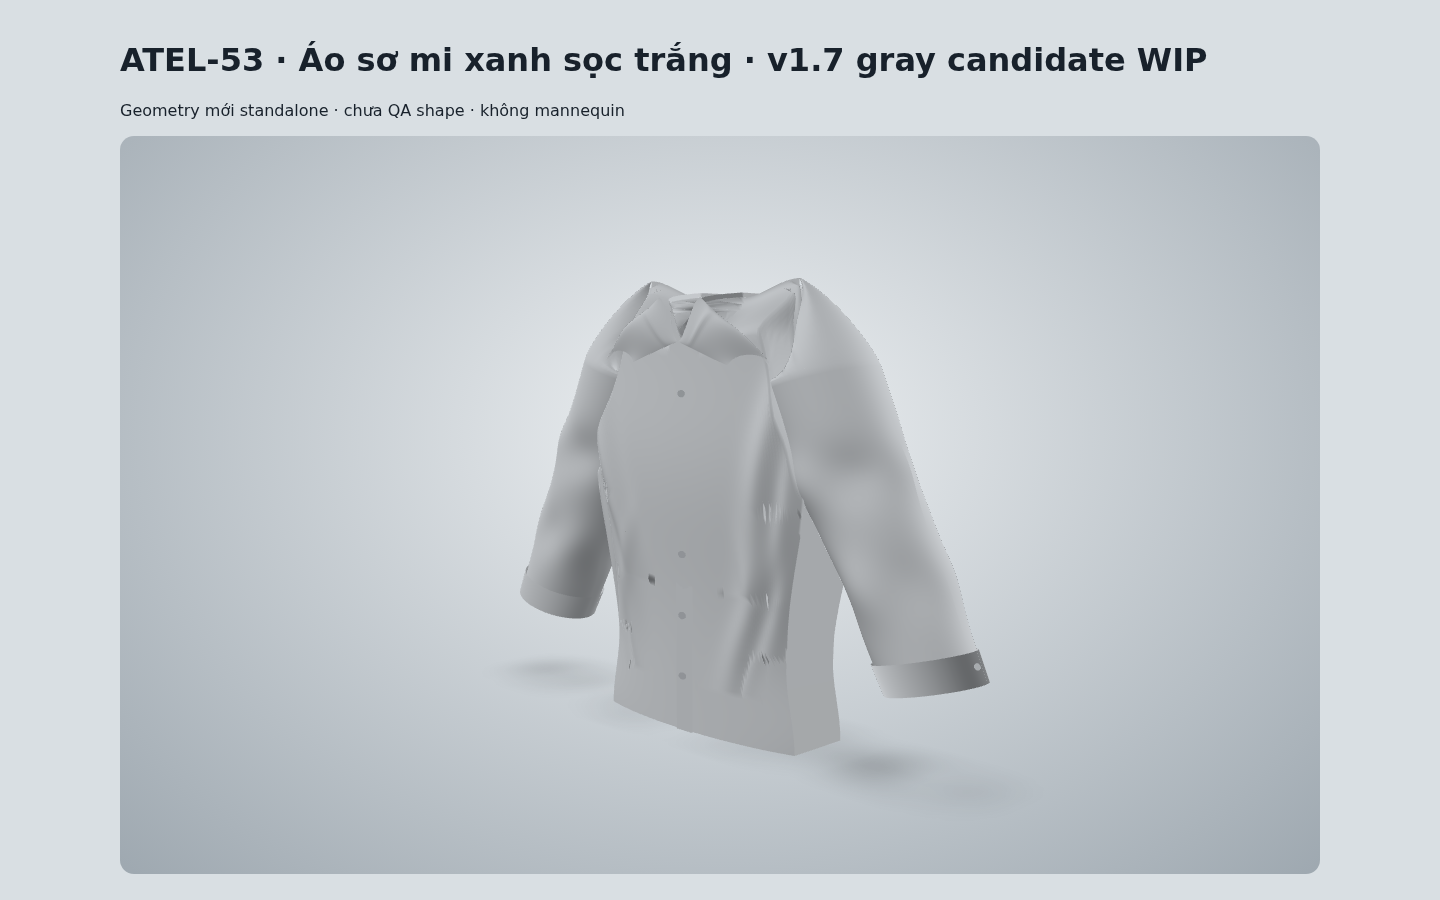 ATEL-53 · Áo sơ mi xanh sọc trắng · v1.7 gray candidate WIP
Geometry mới standalone · chưa QA shape · không mannequin